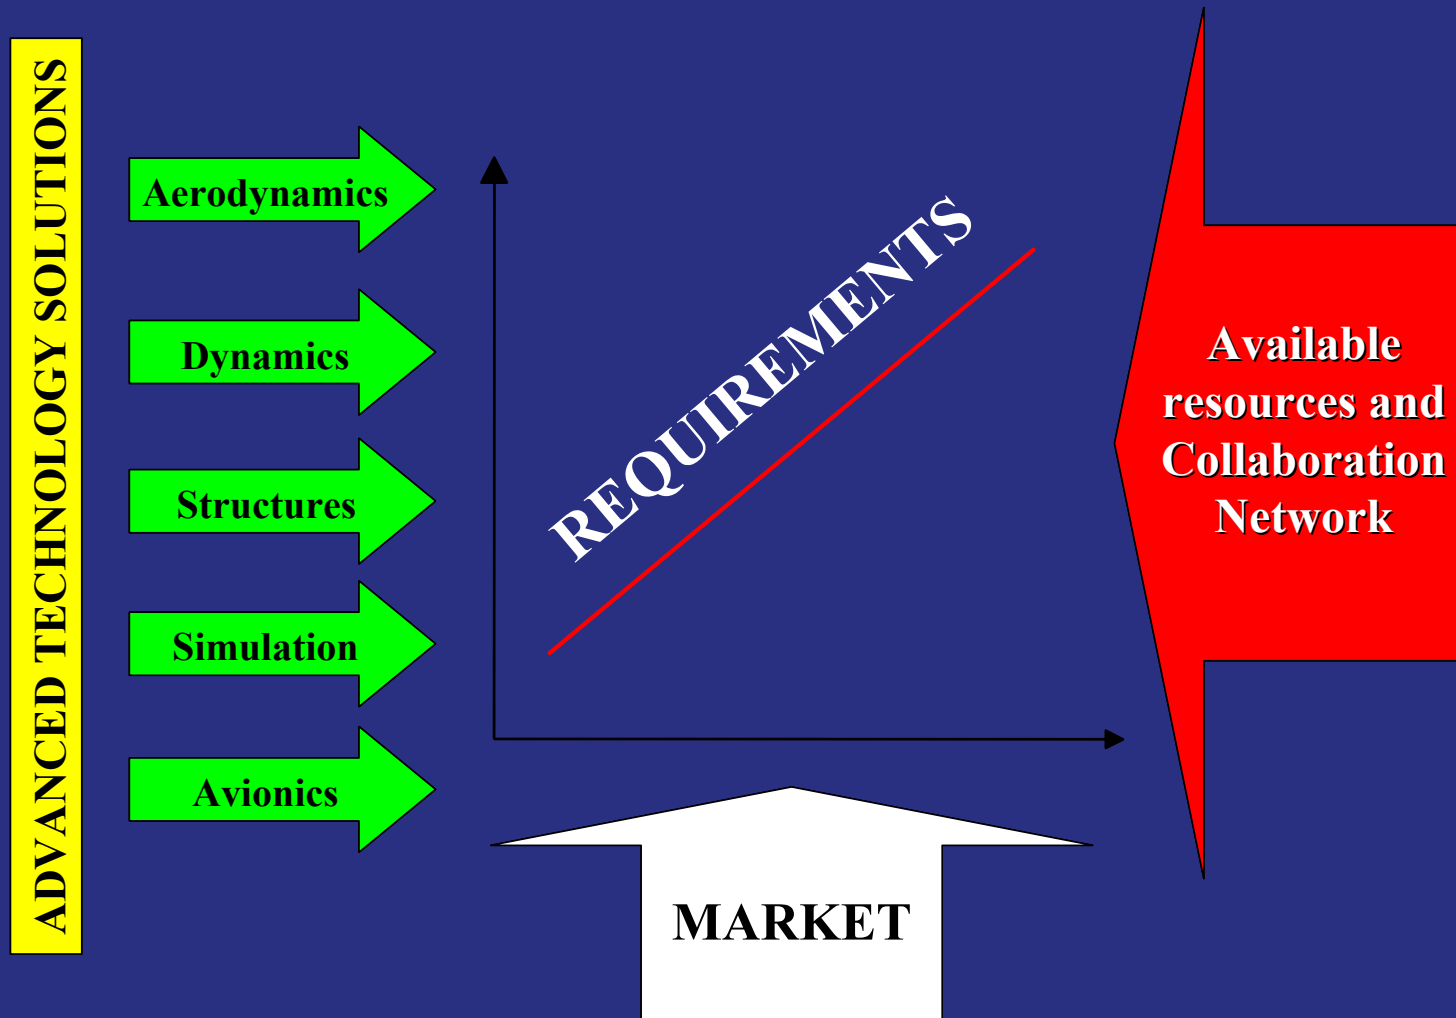 ADVANCED TECHNOLOGY SOLUTIONS
Aerodynamics
Dynamics
Structures
Simulation
Avionics
REQUIREMENTS
Available
resources and
Collaboration
Network
MARKET